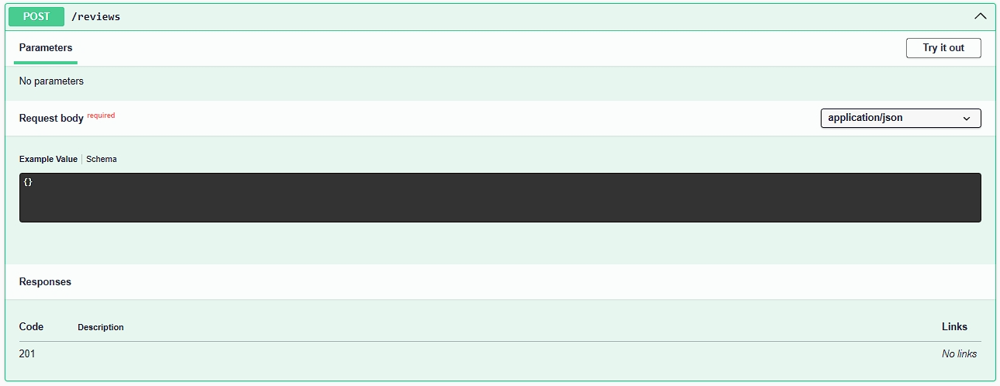 POST /reviews
Parameters Try it out
No parameters
Request body required application/json
Example Value Schema
{}
Responses
Code Description Links
201 No links